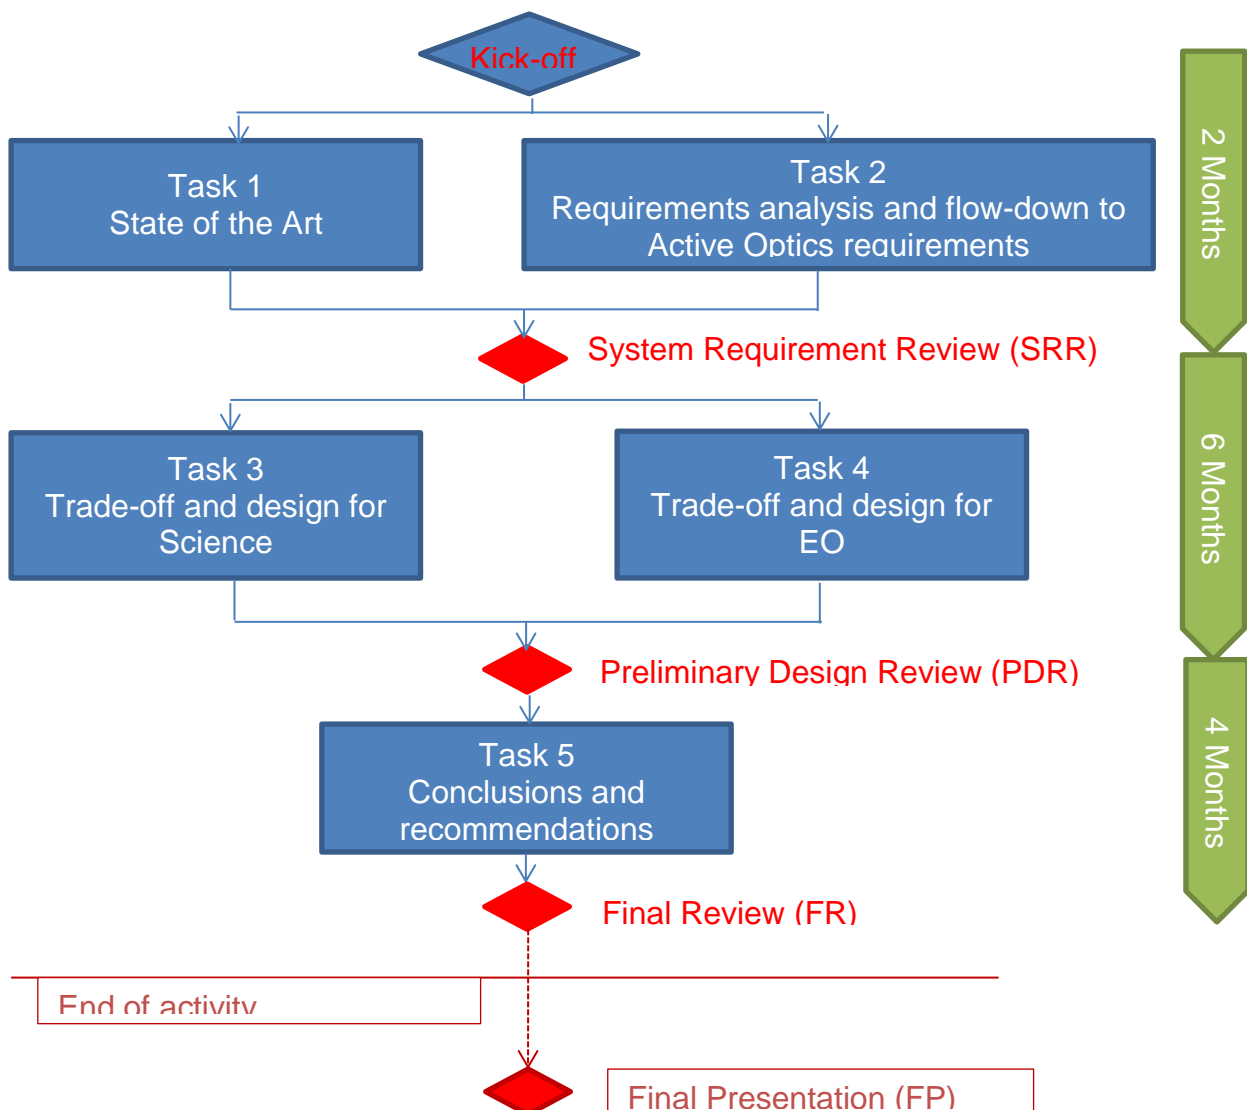 Kick-off
Task 1
State of the Art
Task 2
Requirements analysis and flow-down to
Active Optics requirements
2 Months
System Requirement Review (SRR)
Task 3
Trade-off and design for
Science
Task 4
Trade-off and design for
EO
6 Months
Preliminary Design Review (PDR)
Task 5
Conclusions and
recommendations
4 Months
Final Review (FR)
End of activity
Final Presentation (FP)